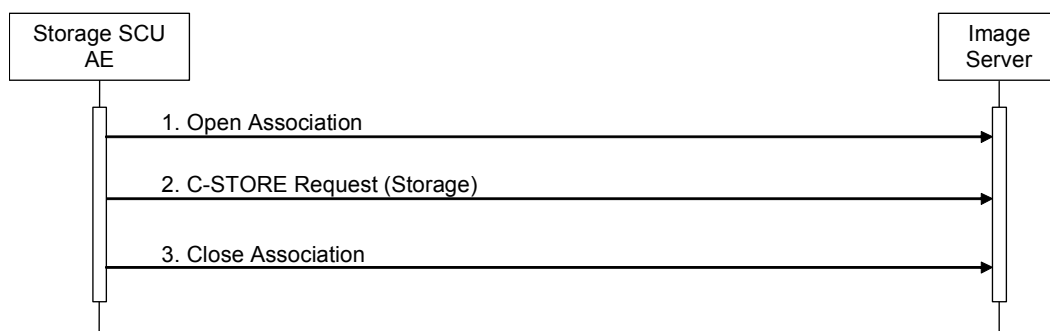 Storage SCU
AE
Image
Server
1. Open Association
2. C-STORE Request (Storage)
3. Close Association